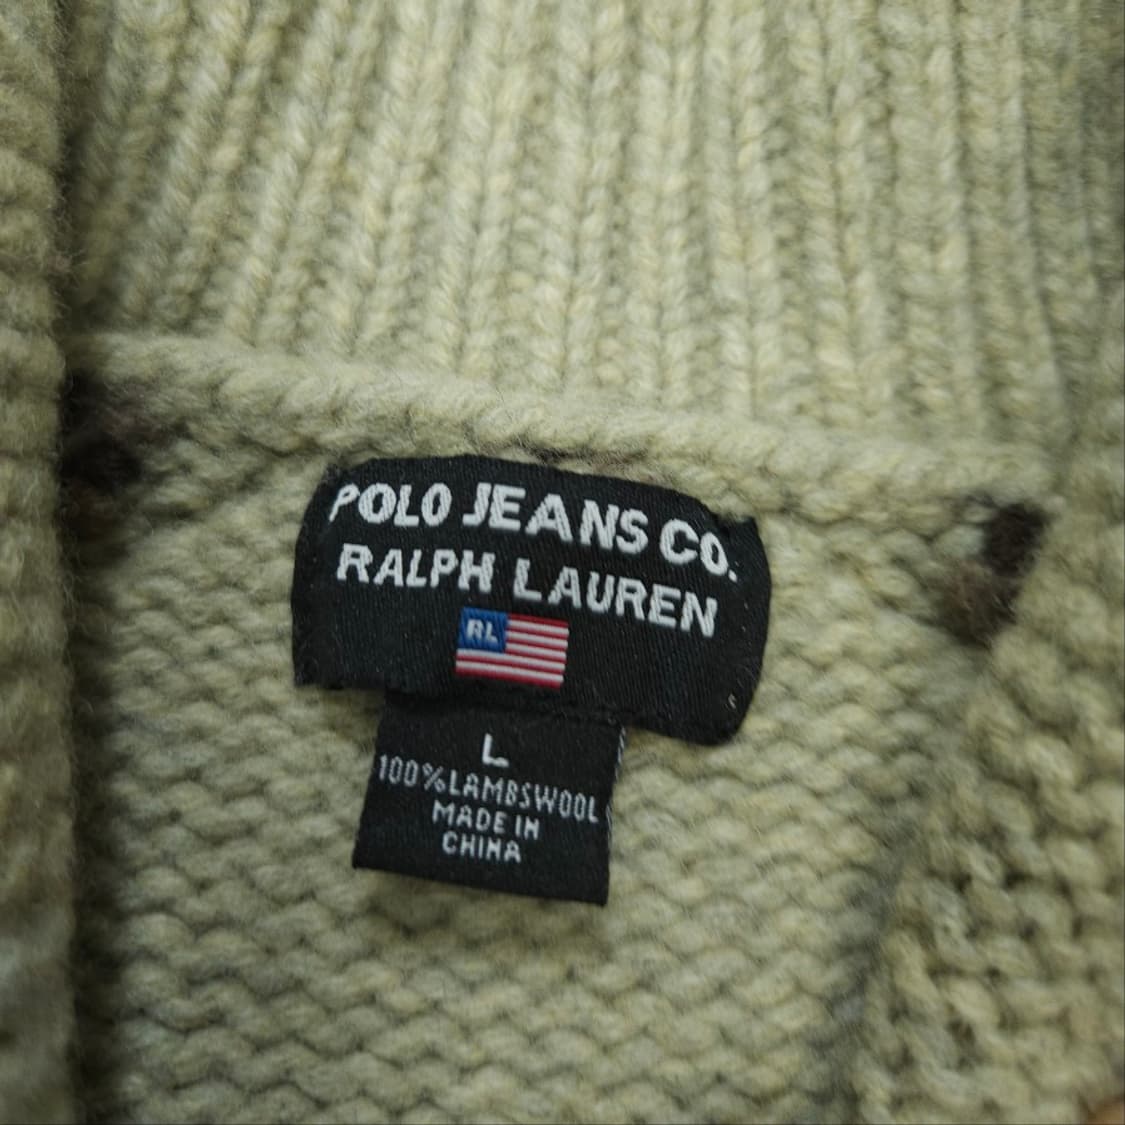 POLO JEANS CO.
RALPH LAUREN
RL
L
100%LAMBSWOOL
MADE IN
CHINA